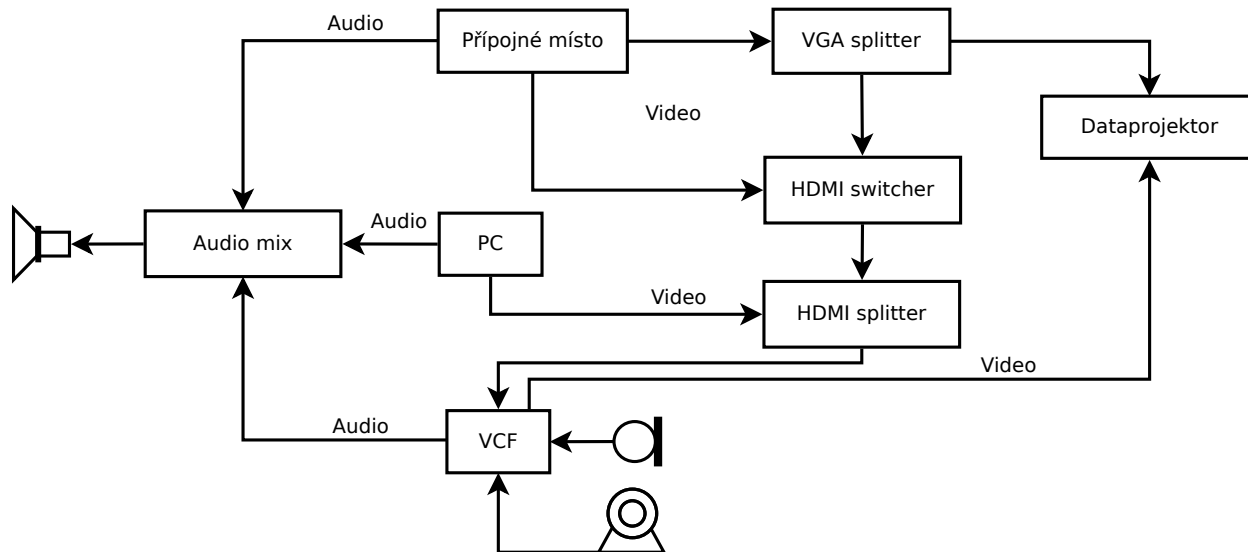 Audio
Přípojné místo
VGA splitter
Video
Dataprojektor
HDMI switcher
Audio mix
Audio
PC
Video
HDMI splitter
Video
Audio
VCF